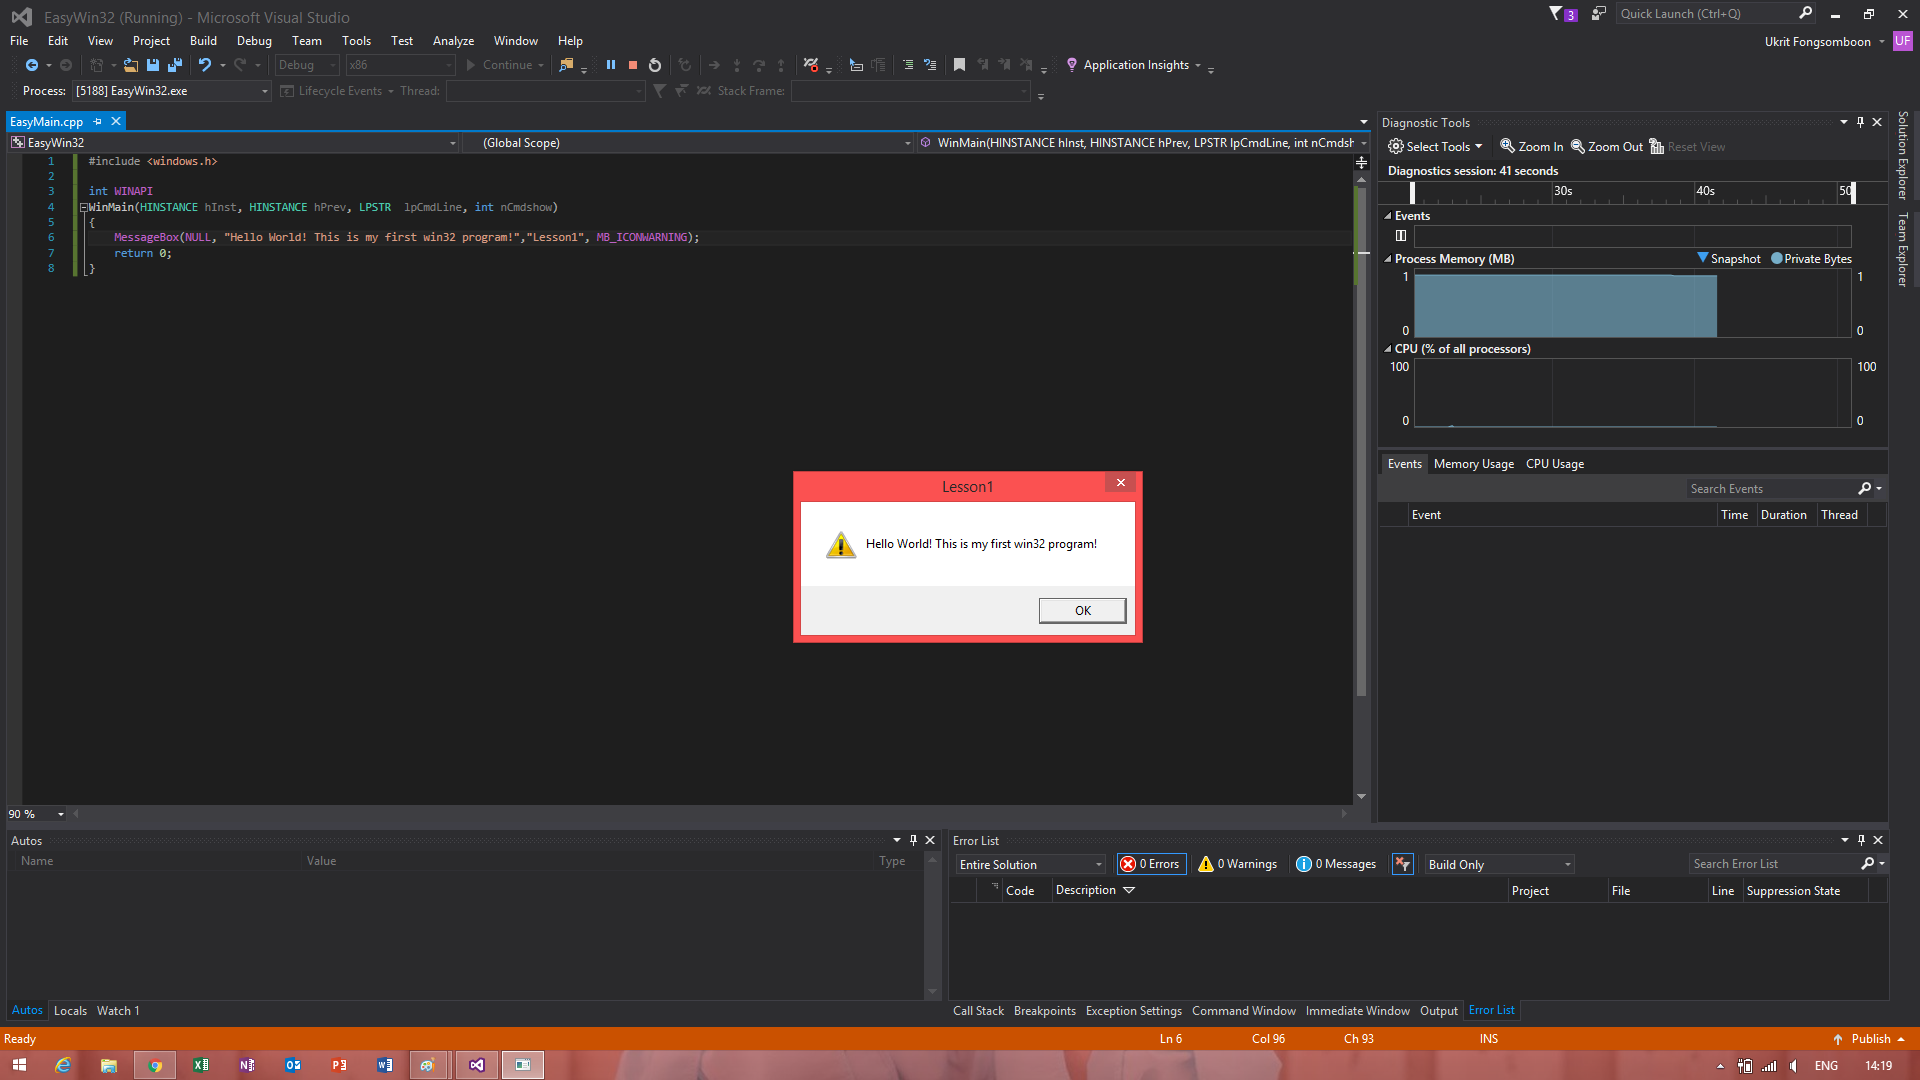 EasyWin32 (Running) - Microsoft Visual Studio
3
Quick Launch (Ctrl+Q)
File Edit View Project Build Debug Team Tools Test Analyze Window Help
Ukrit Fongsomboon UF
Debug x86 Continue Application Insights
Process: [5188] EasyWin32.exe Lifecycle Events Thread: Stack Frame:
EasyMain.cpp
EasyWin32 (Global Scope) WinMain(HINSTANCE hInst, HINSTANCE hPrev, LPSTR lpCmdLine, int nCmdsh
1 #include <windows.h>
2
3 int WINAPI
4 WinMain(HINSTANCE hInst, HINSTANCE hPrev, LPSTR  lpCmdLine, int nCmdshow)
5 {
6 MessageBox(NULL, "Hello World! This is my first win32 program!","Lesson1", MB_ICONWARNING);
7 return 0;
8 }
90 %
Lesson1
Hello World! This is my first win32 program!
OK
Diagnostic Tools
Select Tools Zoom In Zoom Out Reset View
Diagnostics session: 41 seconds
30s 40s 50
Events
Process Memory (MB) Snapshot Private Bytes
1 1
0 0
CPU (% of all processors)
100 100
0 0
Events Memory Usage CPU Usage
Search Events
Event Time Duration Thread
Solution Explorer
Team Explorer
Autos
Name Value Type
Autos Locals Watch 1
Error List
Entire Solution 0 Errors 0 Warnings 0 Messages Build Only Search Error List
Code Description Project File Line Suppression State
Call Stack Breakpoints Exception Settings Command Window Immediate Window Output Error List
Ready Ln 6 Col 96 Ch 93 INS Publish
ENG 14:19